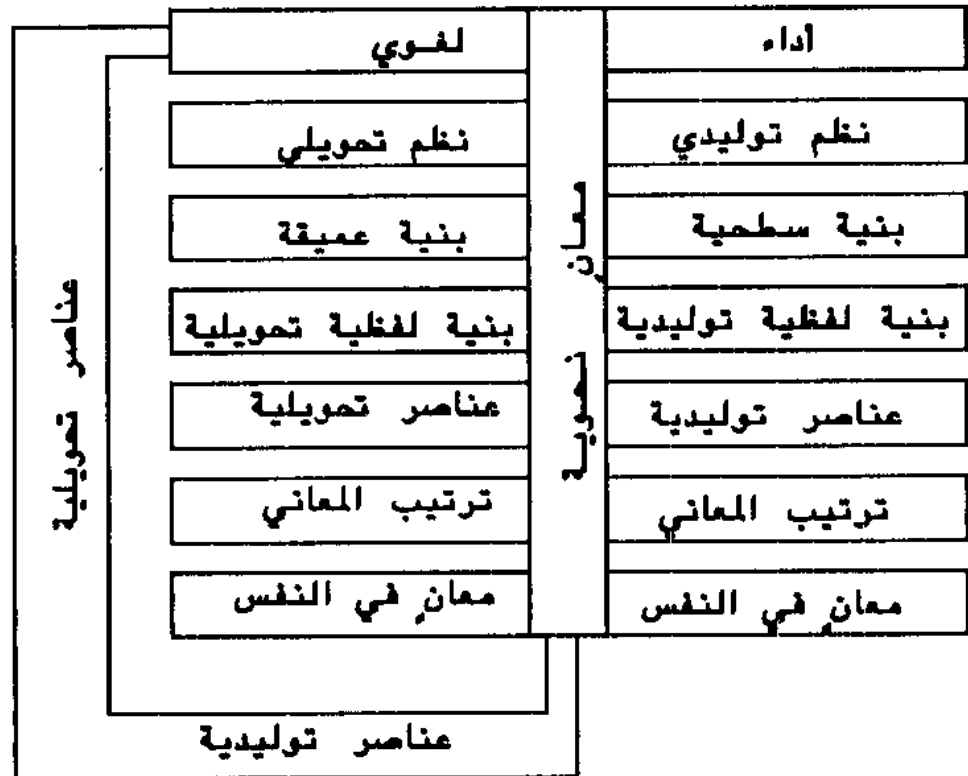 أداء لغوي
نظم توليدي نظم تحويلي
بنية سطحية بنية عميقة
بنية لفظية توليدية بنية لفظية تحويلية
عناصر توليدية عناصر تحويلية
ترتيب المعاني ترتيب المعاني
معانٍ في النفس معانٍ في النفس
معانٍ نحوية
عناصر تحويلية
عناصر توليدية